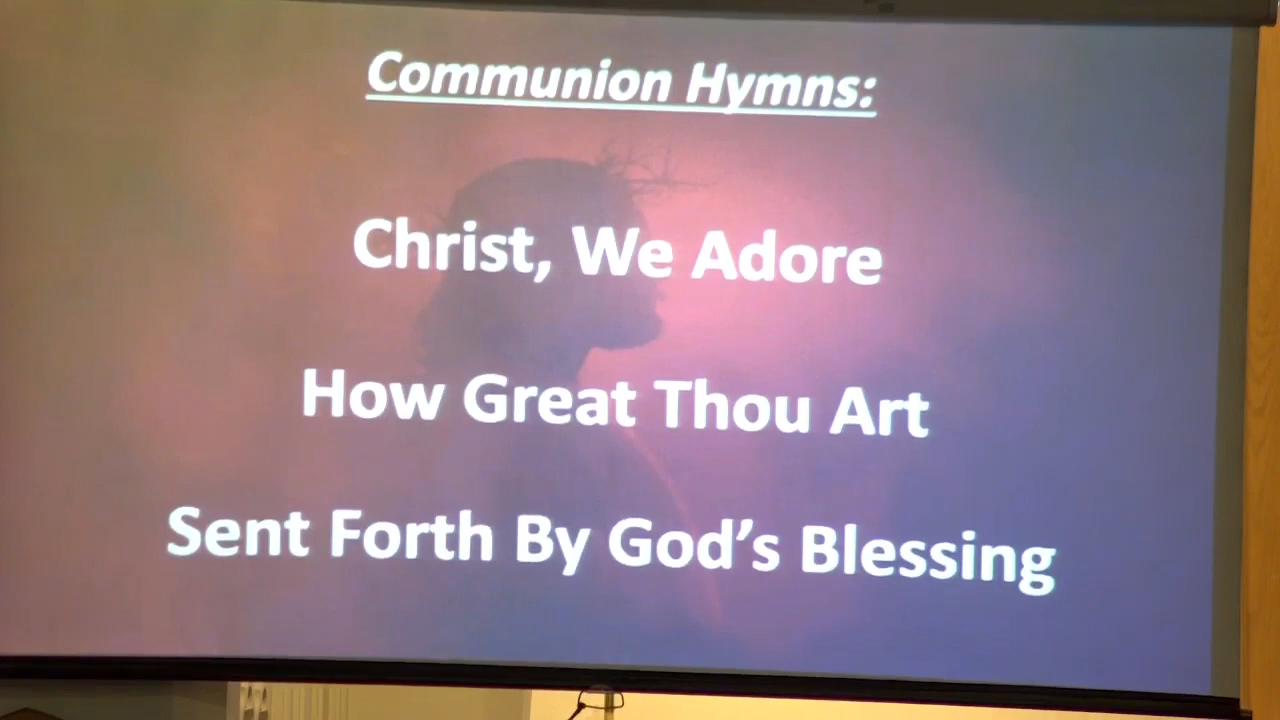 Communion Hymns:
Christ, We Adore
How Great Thou Art
Sent Forth By God’s Blessing